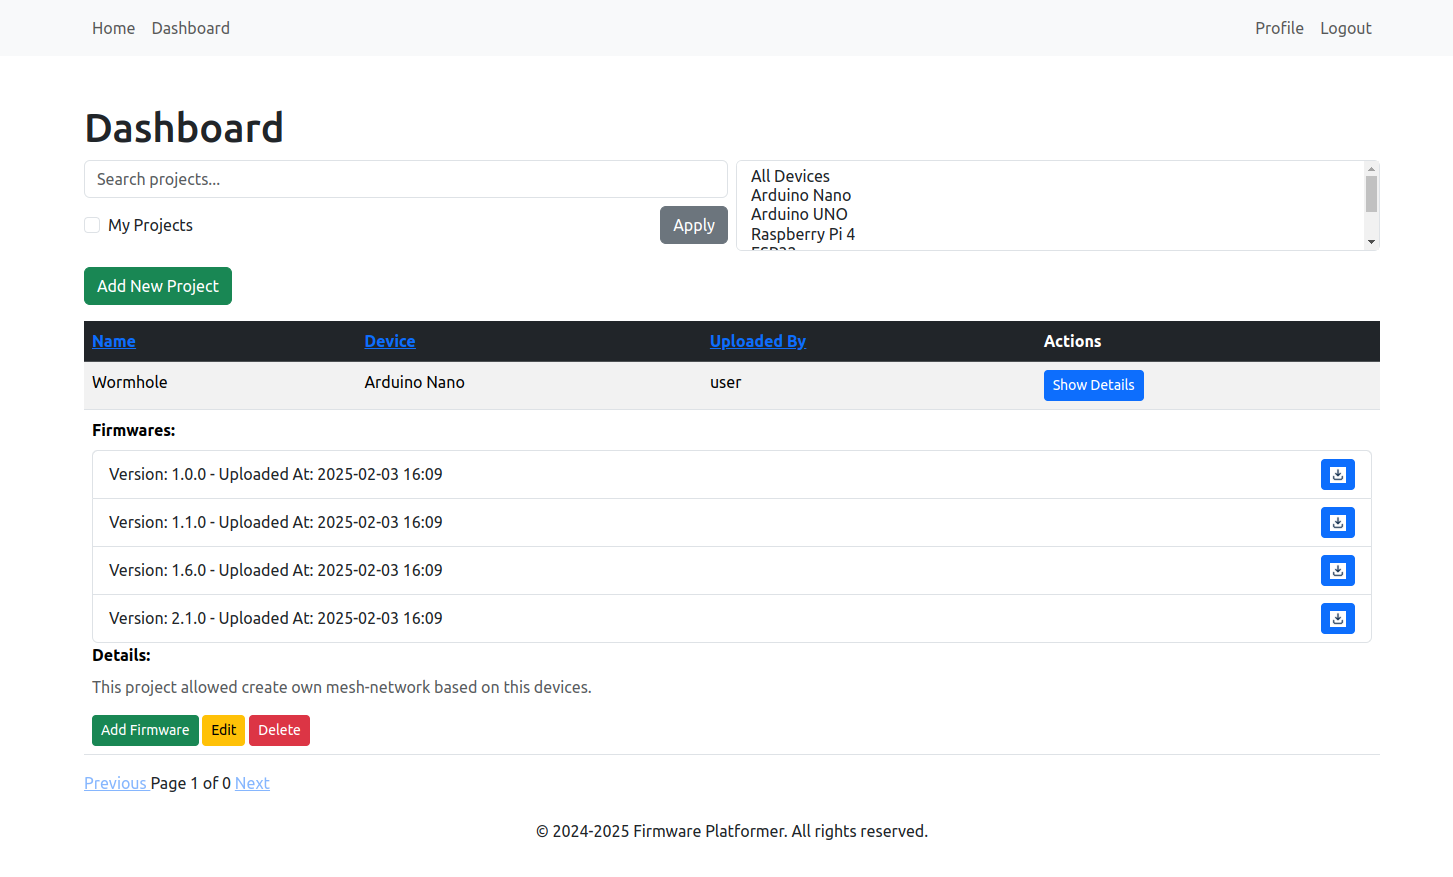 Home Dashboard Profile Logout
Dashboard
Search projects...
All Devices
Arduino Nano
Arduino UNO
Raspberry Pi 4
My Projects Apply
Add New Project
Name Device Uploaded By Actions
Wormhole Arduino Nano user Show Details
Firmwares:
Version: 1.0.0 - Uploaded At: 2025-02-03 16:09
Version: 1.1.0 - Uploaded At: 2025-02-03 16:09
Version: 1.6.0 - Uploaded At: 2025-02-03 16:09
Version: 2.1.0 - Uploaded At: 2025-02-03 16:09
Details:
This project allowed create own mesh-network based on this devices.
Add Firmware Edit Delete
Previous Page 1 of 0 Next
© 2024-2025 Firmware Platformer. All rights reserved.